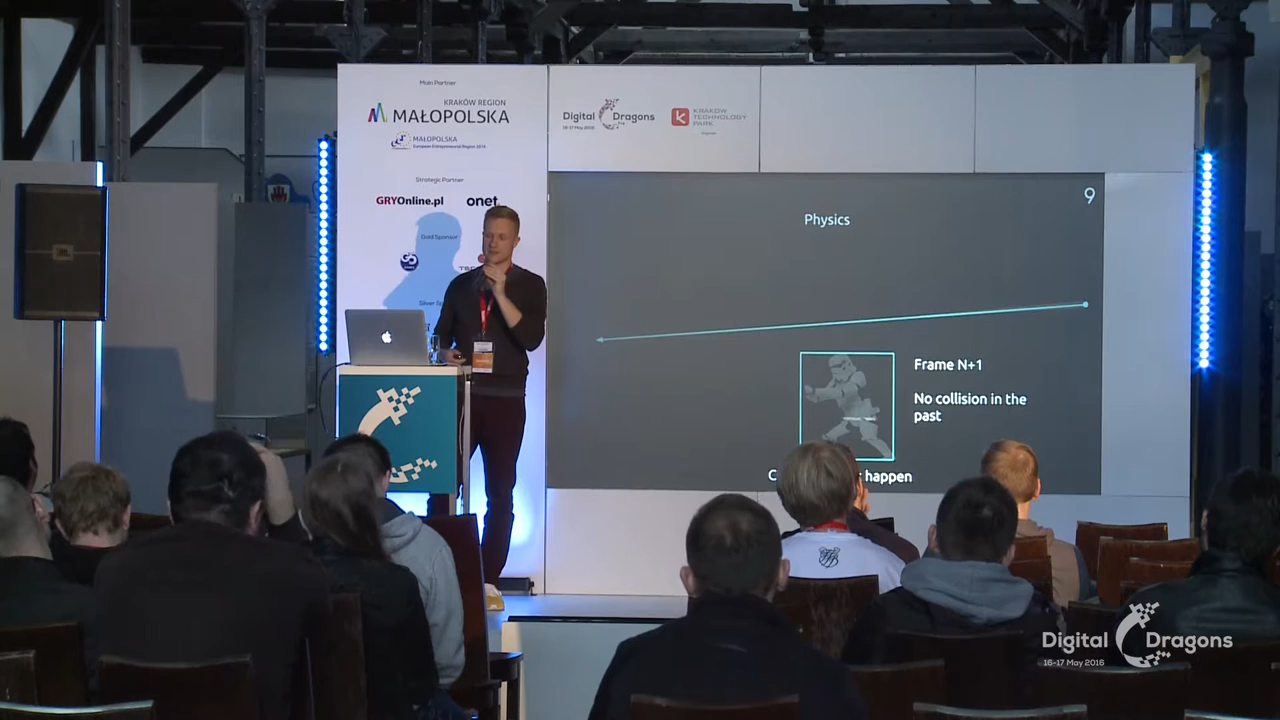 Main Partner
KRAKÓW REGION
MAŁOPOLSKA
MAŁOPOLSKA
European Entrepreneurial Region 2016
Strategic Partner
GRYOnline.pl
onet
Gold Sponsor
Digital Dragons
16-17 May 2016
KRAKOW
TECHNOLOGY
PARK
JBL
9
Physics
Frame N+1
No collision in the
past
happen
Digital Dragons
16-17 May 2016